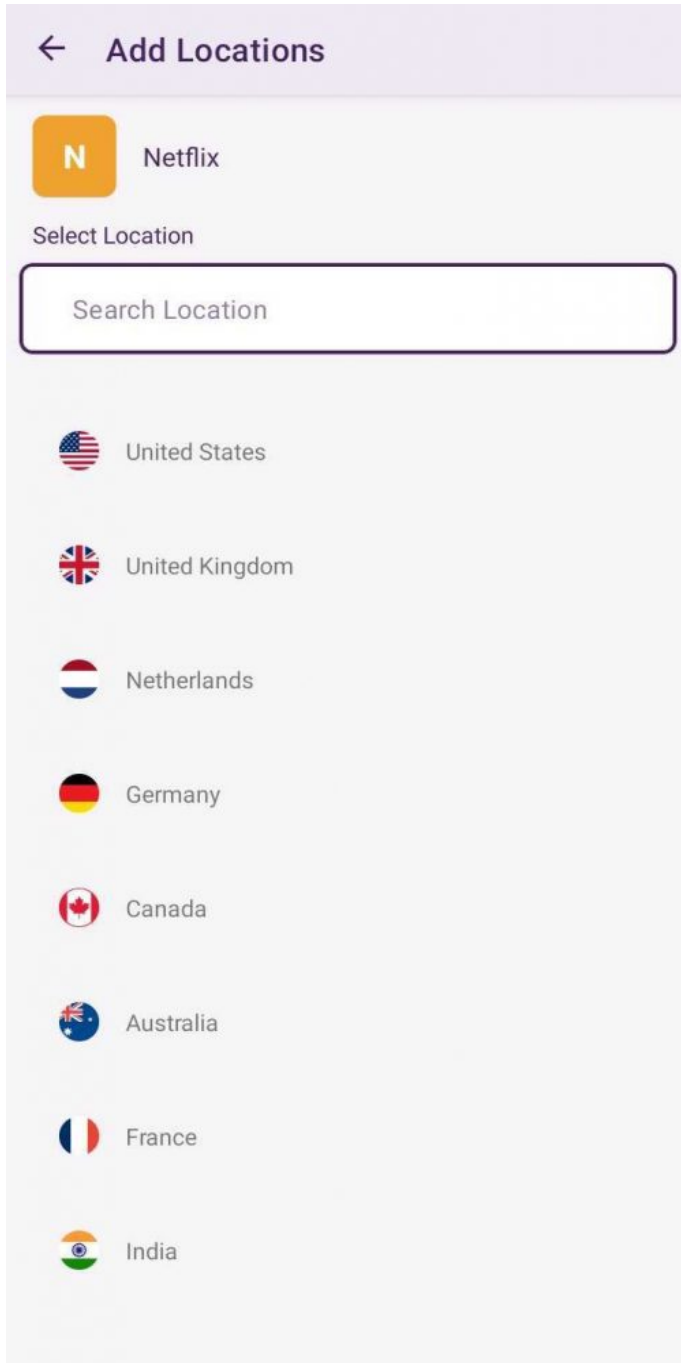 Add Locations
N
Netflix
Select Location
Search Location
United States
United Kingdom
Netherlands
Germany
Canada
Australia
France
India